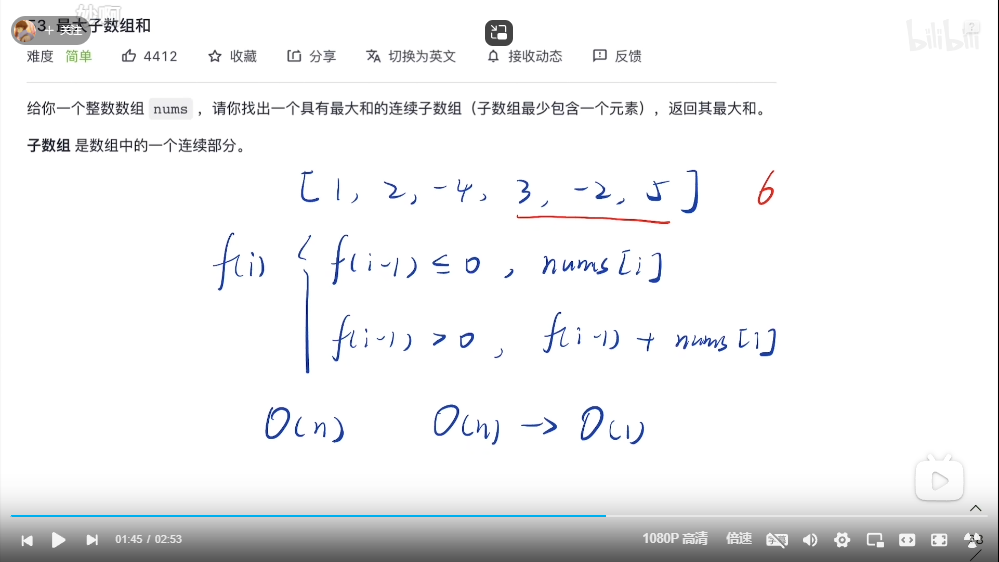 53. 最大子数组和
+ 关注
bilibili
难度 简单 4412 收藏 分享 切换为英文 接收动态 反馈
给你一个整数数组 nums ，请你找出一个具有最大和的连续子数组（子数组最少包含一个元素），返回其最大和。
子数组 是数组中的一个连续部分。
[1, 2, -4, 3, -2, 5] 6
f(i) { f(i-1) ≤ 0 , nums[i]
f(i-1) > 0 , f(i-1) + nums[i]
O(n) O(n) → O(1)
01:45 / 02:53 1080P 高清 倍速